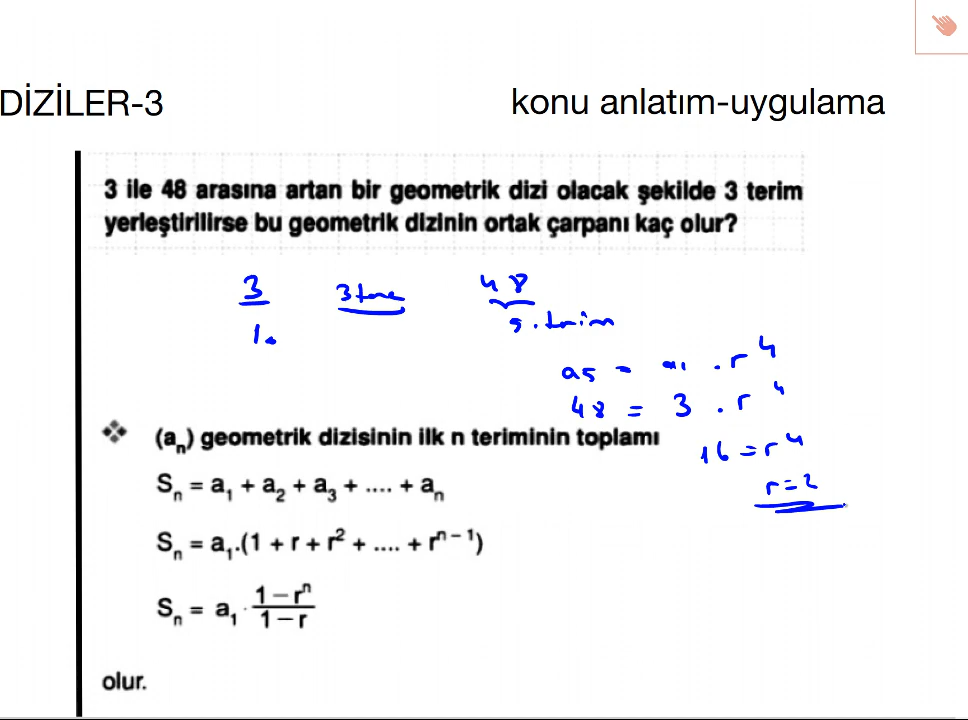 DİZİLER-3
konu anlatım-uygulama
3 ile 48 arasına artan bir geometrik dizi olacak şekilde 3 terim
yerleştirilirse bu geometrik dizinin ortak çarpanı kaç olur?
3 3 tane 48
1. 5. terim
a5 = a1 . r^4
48 = 3 . r^4
16 = r^4
r = 2
(aₙ) geometrik dizisinin ilk n teriminin toplamı
Sₙ = a₁ + a₂ + a₃ + .... + aₙ
Sₙ = a₁.(1 + r + r² + .... + rⁿ⁻¹)
Sₙ = a₁ · (1 – rⁿ)/(1 – r)
olur.